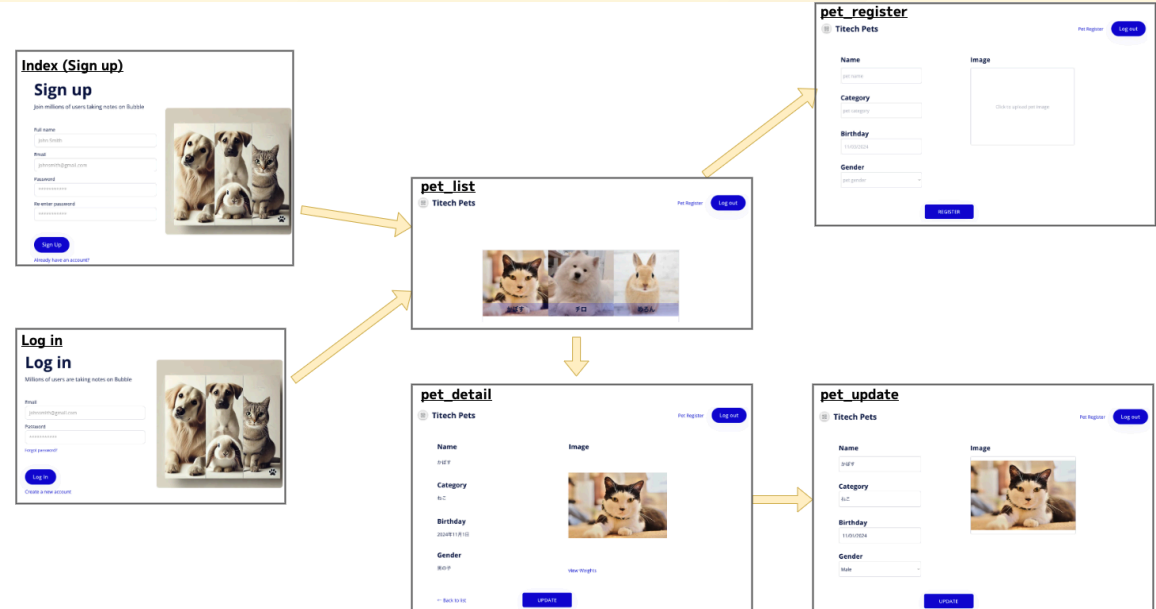 Index (Sign up)
Sign up
Join millions of users taking notes on Bubble
Full name
John Smith
Email
johnsmith@gmail.com
Password
************
Re-enter password
************
Sign Up
Already have an account?
Log in
Log in
Millions of users are taking notes on Bubble
Email
johnsmith@gmail.com
Password
************
Forgot password?
Log In
Create a new account
pet_list
Titech Pets
Pet Register
Log out
かぼす
チロ
pet_register
Titech Pets
Pet Register
Log out
Name
pet name
Image
Click to upload pet image
Category
pet category
Birthday
11/03/2024
Gender
pet gender
REGISTER
pet_detail
Titech Pets
Pet Register
Log out
Name
かぼす
Image
Category
ねこ
Birthday
2024年11月1日
Gender
男の子
View Weights
← Back to list
UPDATE
pet_update
Titech Pets
Pet Register
Log out
Name
かぼす
Image
Category
ねこ
Birthday
11/01/2024
Gender
Male
UPDATE